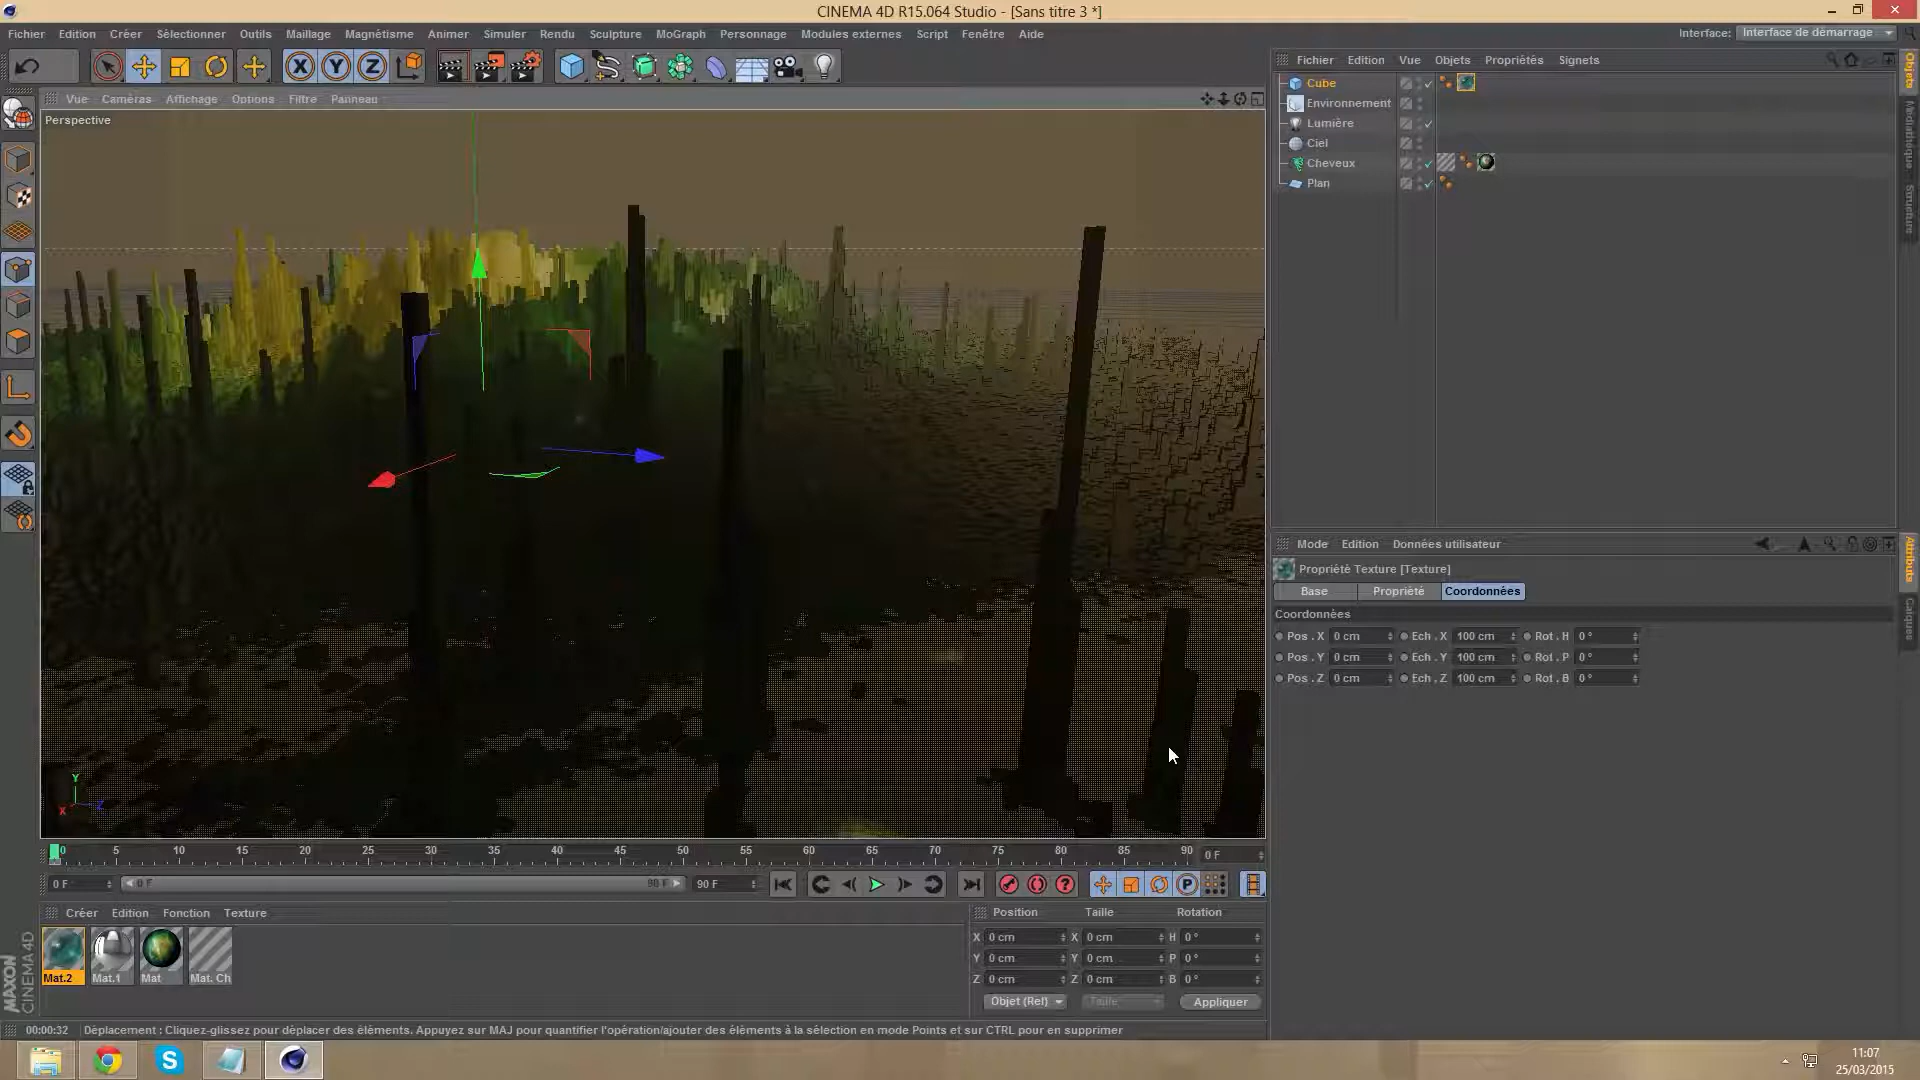 CINEMA 4D R15.064 Studio - [Sans titre 3 *]
Fichier Edition Créer Sélectionner Outils Maillage Magnétisme Animer Simuler Rendu Sculpture MoGraph Personnage Modules externes Script Fenêtre Aide
Interface: Interface de démarrage
X Y Z
Vue Caméras Affichage Options Filtre Panneau
Perspective
Fichier Edition Vue Objets Propriétés Signets
Cube
Environnement
Lumière
Ciel
Cheveux
Plan
Objets
Médiathèque
Structure
Mode Edition Données utilisateur
Propriété Texture [Texture]
Base Propriété Coordonnées
Coordonnées
Pos . X 0 cm Ech . X 100 cm Rot . H 0 °
Pos . Y 0 cm Ech . Y 100 cm Rot . P 0 °
Pos . Z 0 cm Ech . Z 100 cm Rot . B 0 °
Attributs
Calques
Y
X Z
0 5 10 15 20 25 30 35 40 45 50 55 60 65 70 75 80 85 90 0 F
0 F 0 F 90 F 90 F
P
Créer Edition Fonction Texture
Mat.2 Mat.1 Mat Mat. Ch
Position Taille Rotation
X 0 cm X 0 cm H 0 °
Y 0 cm Y 0 cm P 0 °
Z 0 cm Z 0 cm B 0 °
Objet (Rel) Taille Appliquer
MAXON
CINEMA 4D
00:00:32 Déplacement : Cliquez-glissez pour déplacer des éléments. Appuyez sur MAJ pour quantifier l'opération/ajouter des éléments à la sélection en mode Points et sur CTRL pour en supprimer
11:07
25/03/2015